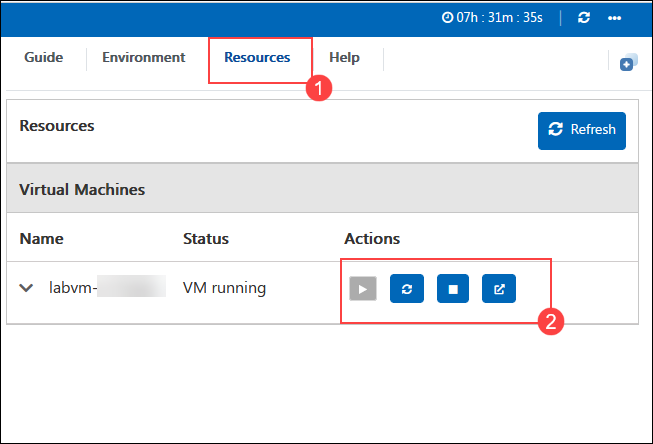 07h : 31m : 35s
Guide Environment Resources Help
1
Resources
Refresh
Virtual Machines
Name Status Actions
labvm- VM running
2